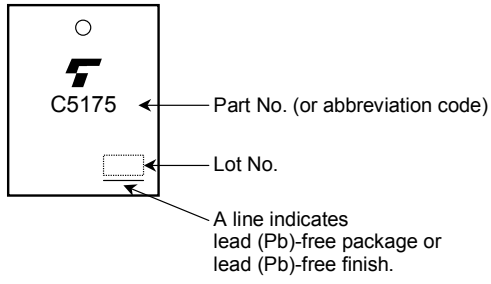 C5175
Part No. (or abbreviation code)
Lot No.
A line indicates
lead (Pb)-free package or
lead (Pb)-free finish.